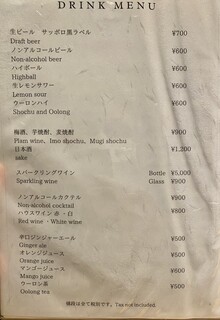 DRINK MENU
生ビール サッポロ黒ラベル ¥700
Draft beer
ノンアルコールビール ¥600
Non-alcohol beer
ハイボール ¥600
Highball
生レモンサワー ¥600
Lemon sour
ウーロンハイ ¥600
Shochu and Oolong
梅酒、芋焼酎、麦焼酎 ¥900
Plam wine, Imo shochu, Mugi shochu
日本酒 ¥1,200
sake
スパークリングワイン Bottle ¥5,000
Sparkling wine Glass ¥900
ノンアルコールカクテル ¥900
Non-alcohol cocktail
ハウスワイン 赤・白 ¥800
Red wine・White wine
辛口ジンジャーエール ¥500
Ginger ale
オレンジジュース ¥500
Orange juice
マンゴージュース ¥600
Mango juice
ウーロン茶 ¥500
Oolong tea
価格は全て税別です。Tax not included.